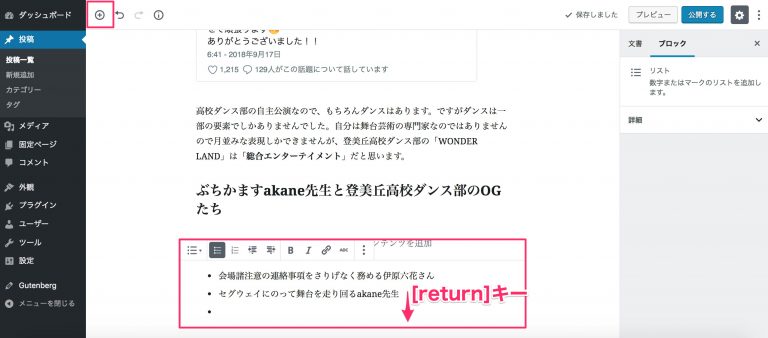 ダッシュボード
保存しました
プレビュー
公開する
投稿
投稿一覧
新規追加
カテゴリー
タグ
メディア
固定ページ
コメント
外観
プラグイン
ユーザー
ツール
設定
Gutenberg
メニューを閉じる
ありがとうございました！！
6:41 - 2018年9月17日
1,215 129人がこの話題について話しています
高校ダンス部の自主公演なので、もちろんダンスはあります。ですがダンスは一
部の要素でしかありませんでした。自分は舞台芸術の専門家なのではありません
ので月並みな表現しかできませんが、登美丘高校ダンス部の「WONDER
LAND」は「総合エンターテイメント」だと思います。
ぶちかますakane先生と登美丘高校ダンス部のOG
たち
ンテンツを追加
B I ABC
会場諸注意の連絡事項をさりげなく務める伊原六花さん
セグウェイにのって舞台を走り回るakane先生
[return]キー
文書 ブロック
リスト
数字またはマークのリストを追加し
ます。
詳細